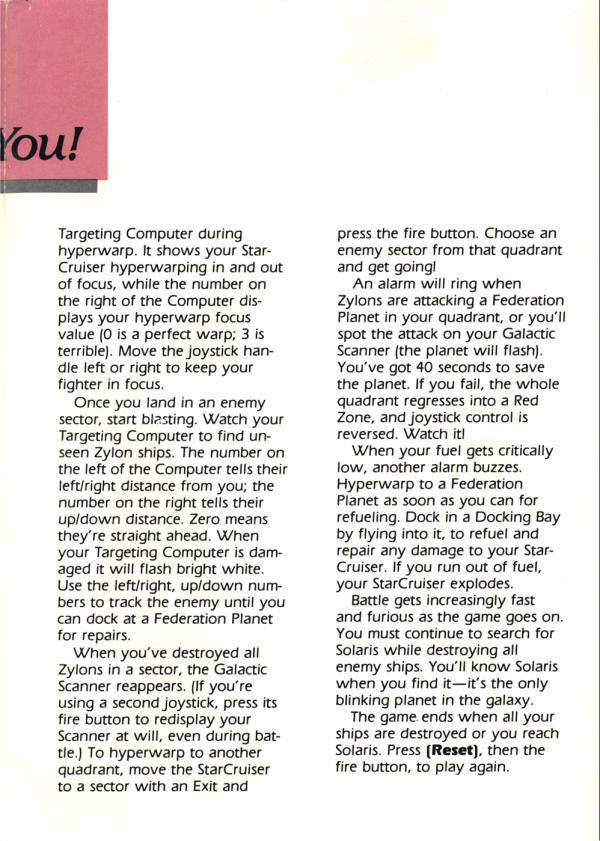 You!
Targeting Computer during
hyperwarp. It shows your Star-
Cruiser hyperwarping in and out
of focus, while the number on
the right of the Computer dis-
plays your hyperwarp focus
value (0 is a perfect warp; 3 is
terrible). Move the joystick han-
dle left or right to keep your
fighter in focus.
Once you land in an enemy
sector, start blasting. Watch your
Targeting Computer to find un-
seen Zylon ships. The number on
the left of the Computer tells their
left/right distance from you; the
number on the right tells their
up/down distance. Zero means
they're straight ahead. When
your Targeting Computer is dam-
aged it will flash bright white.
Use the left/right, up/down num-
bers to track the enemy until you
can dock at a Federation Planet
for repairs.
When you've destroyed all
Zylons in a sector, the Galactic
Scanner reappears. (If you're
using a second joystick, press its
fire button to redisplay your
Scanner at will, even during bat-
tle.) To hyperwarp to another
quadrant, move the StarCruiser
to a sector with an Exit and
press the fire button. Choose an
enemy sector from that quadrant
and get going!
An alarm will ring when
Zylons are attacking a Federation
Planet in your quadrant, or you'll
spot the attack on your Galactic
Scanner (the planet will flash).
You've got 40 seconds to save
the planet. If you fail, the whole
quadrant regresses into a Red
Zone, and joystick control is
reversed. Watch it!
When your fuel gets critically
low, another alarm buzzes.
Hyperwarp to a Federation
Planet as soon as you can for
refueling. Dock in a Docking Bay
by flying into it, to refuel and
repair any damage to your Star-
Cruiser. If you run out of fuel,
your StarCruiser explodes.
Battle gets increasingly fast
and furious as the game goes on.
You must continue to search for
Solaris while destroying all
enemy ships. You'll know Solaris
when you find it—it's the only
blinking planet in the galaxy.
The game ends when all your
ships are destroyed or you reach
Solaris. Press [Reset], then the
fire button, to play again.